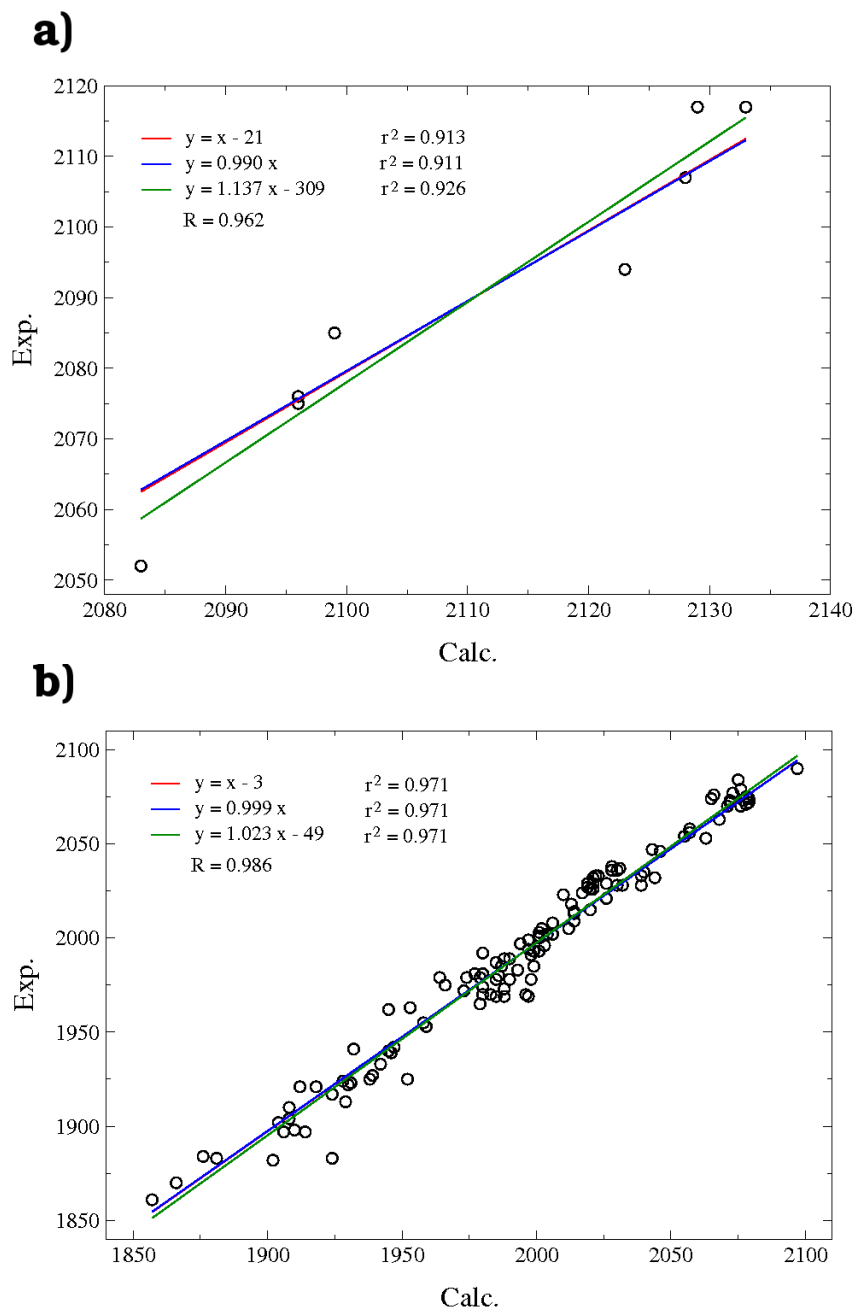 a)
2120
2110
2100
2090
2080
2070
2060
2050
Exp.
y = x - 21 r² = 0.913
y = 0.990 x r² = 0.911
y = 1.137 x - 309 r² = 0.926
R = 0.962
2080 2090 2100 2110 2120 2130 2140
Calc.
b)
2100
2050
2000
1950
1900
1850
Exp.
y = x - 3 r² = 0.971
y = 0.999 x r² = 0.971
y = 1.023 x - 49 r² = 0.971
R = 0.986
1850 1900 1950 2000 2050 2100
Calc.